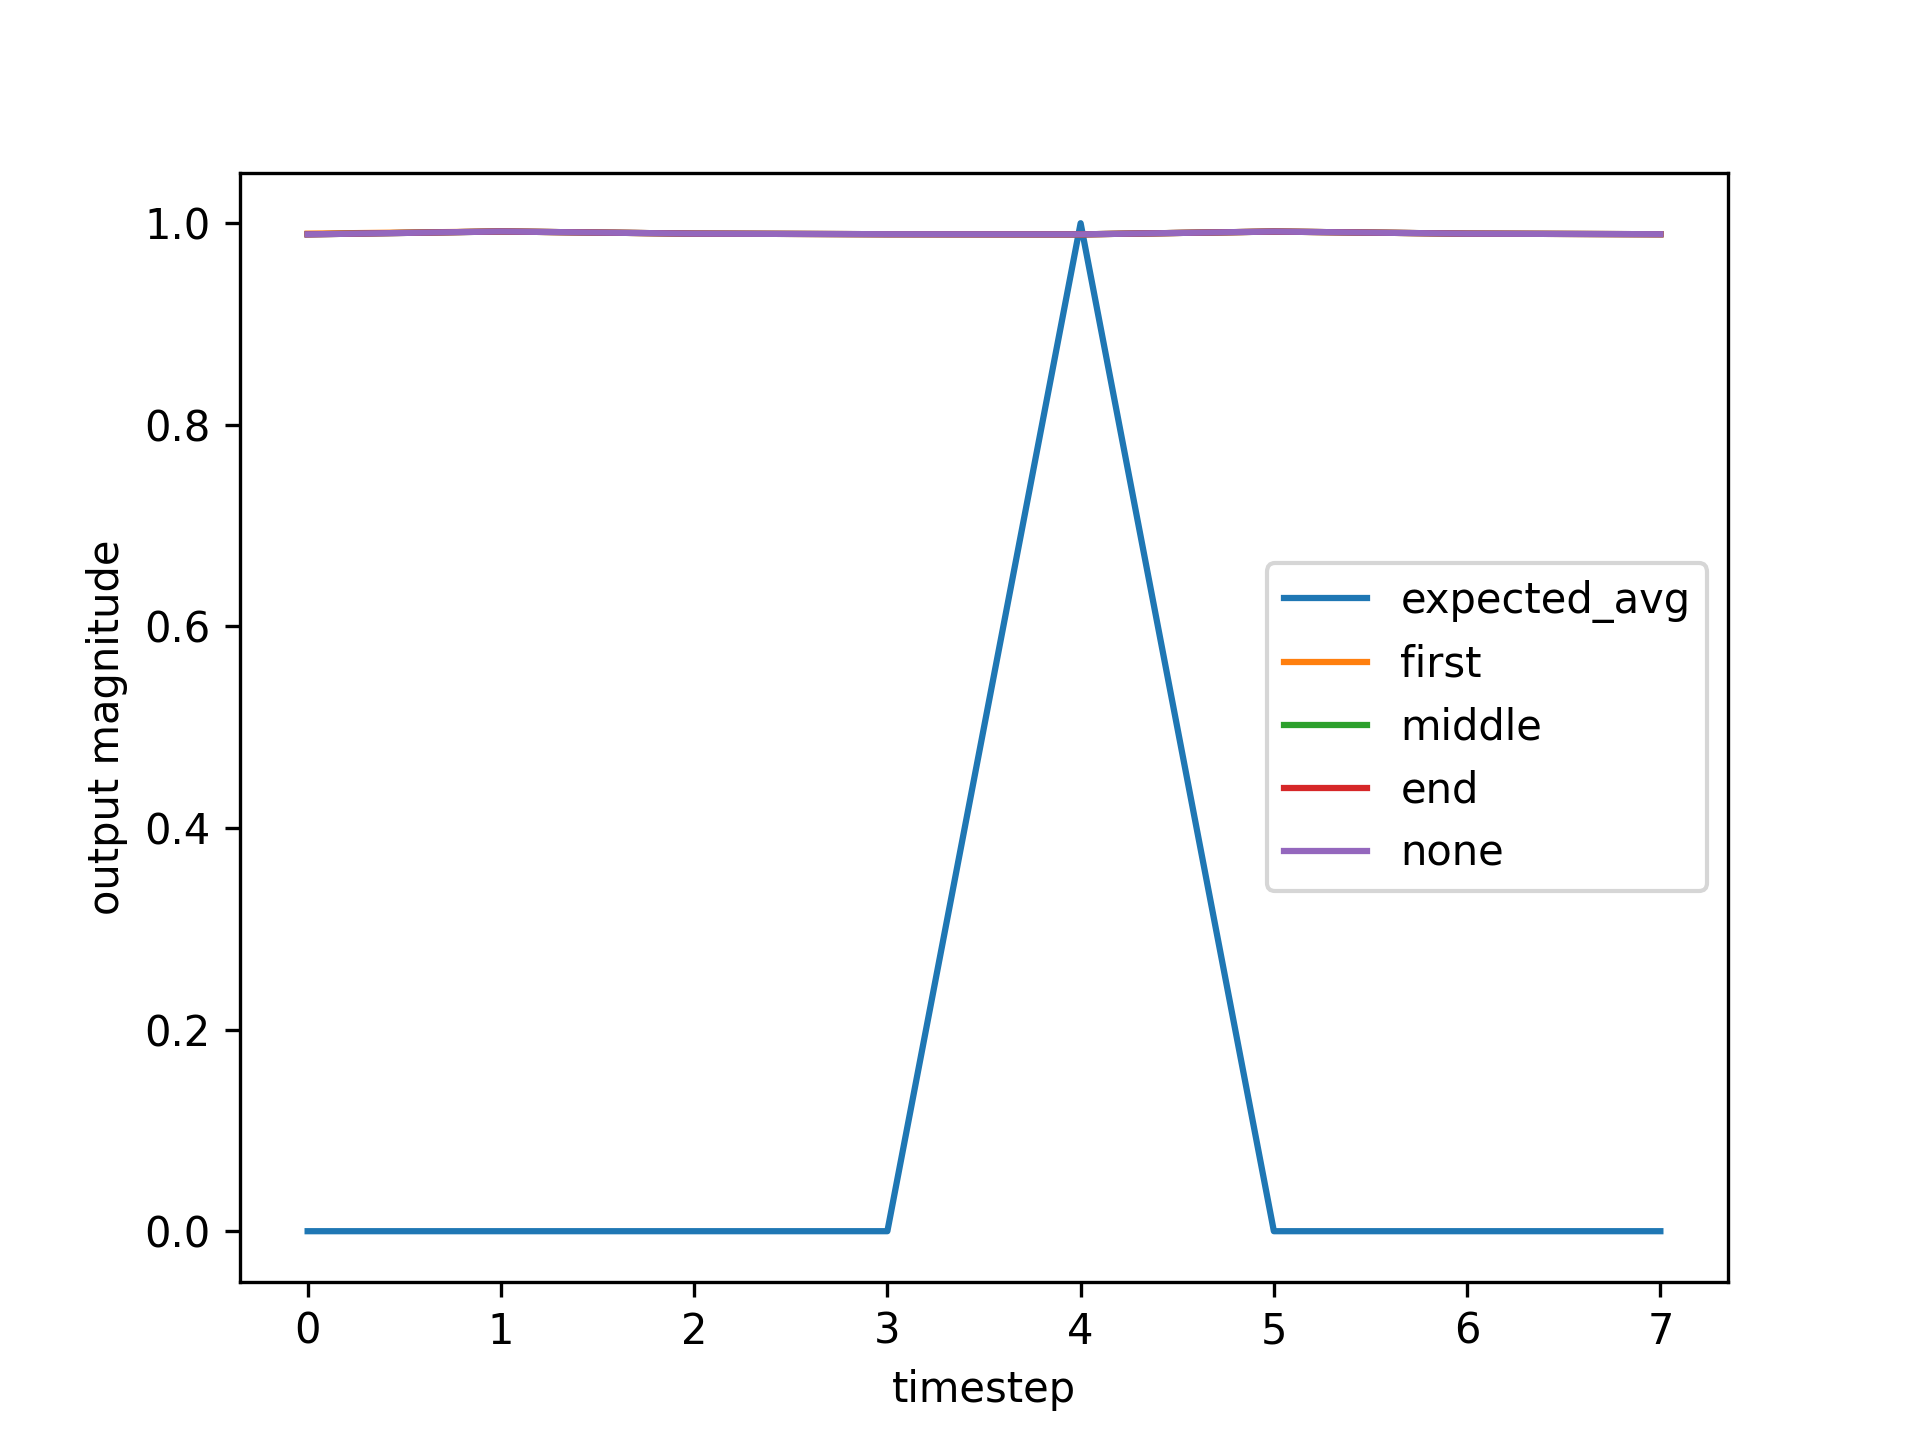 1.0
0.8
0.6
0.4
0.2
0.0
output magnitude
expected_avg
first
middle
end
none
0 1 2 3 4 5 6 7
timestep